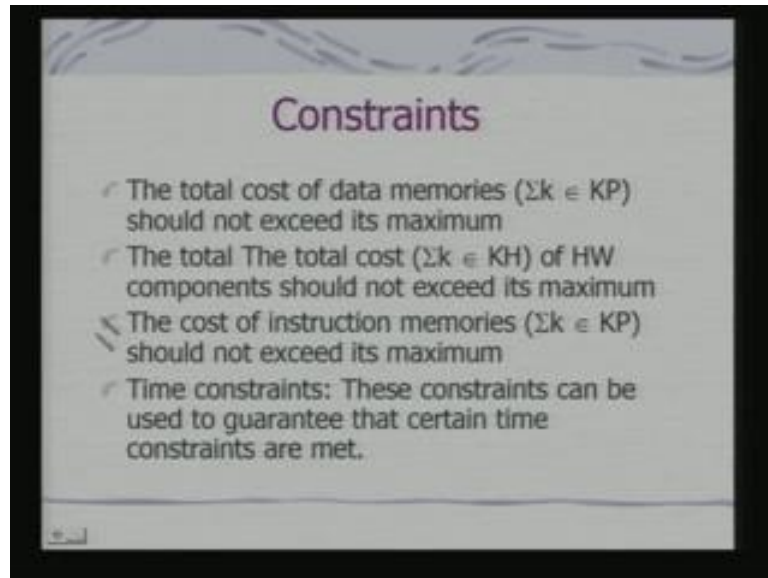 Constraints
The total cost of data memories (Σk ∈ KP)
should not exceed its maximum
The total The total cost (Σk ∈ KH) of HW
components should not exceed its maximum
The cost of instruction memories (Σk ∈ KP)
should not exceed its maximum
Time constraints: These constraints can be
used to guarantee that certain time
constraints are met.